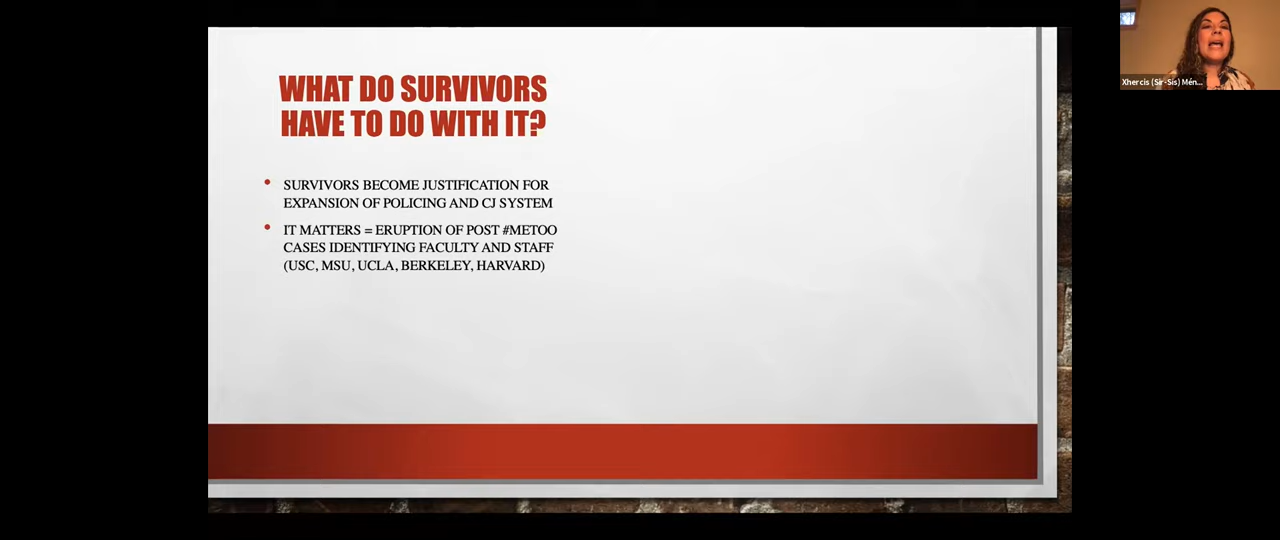 WHAT DO SURVIVORS
HAVE TO DO WITH IT?
• SURVIVORS BECOME JUSTIFICATION FOR
EXPANSION OF POLICING AND CJ SYSTEM
• IT MATTERS = ERUPTION OF POST #METOO
CASES IDENTIFYING FACULTY AND STAFF
(USC, MSU, UCLA, BERKELEY, HARVARD)
Xhercis (Sir-Sis) Mén...